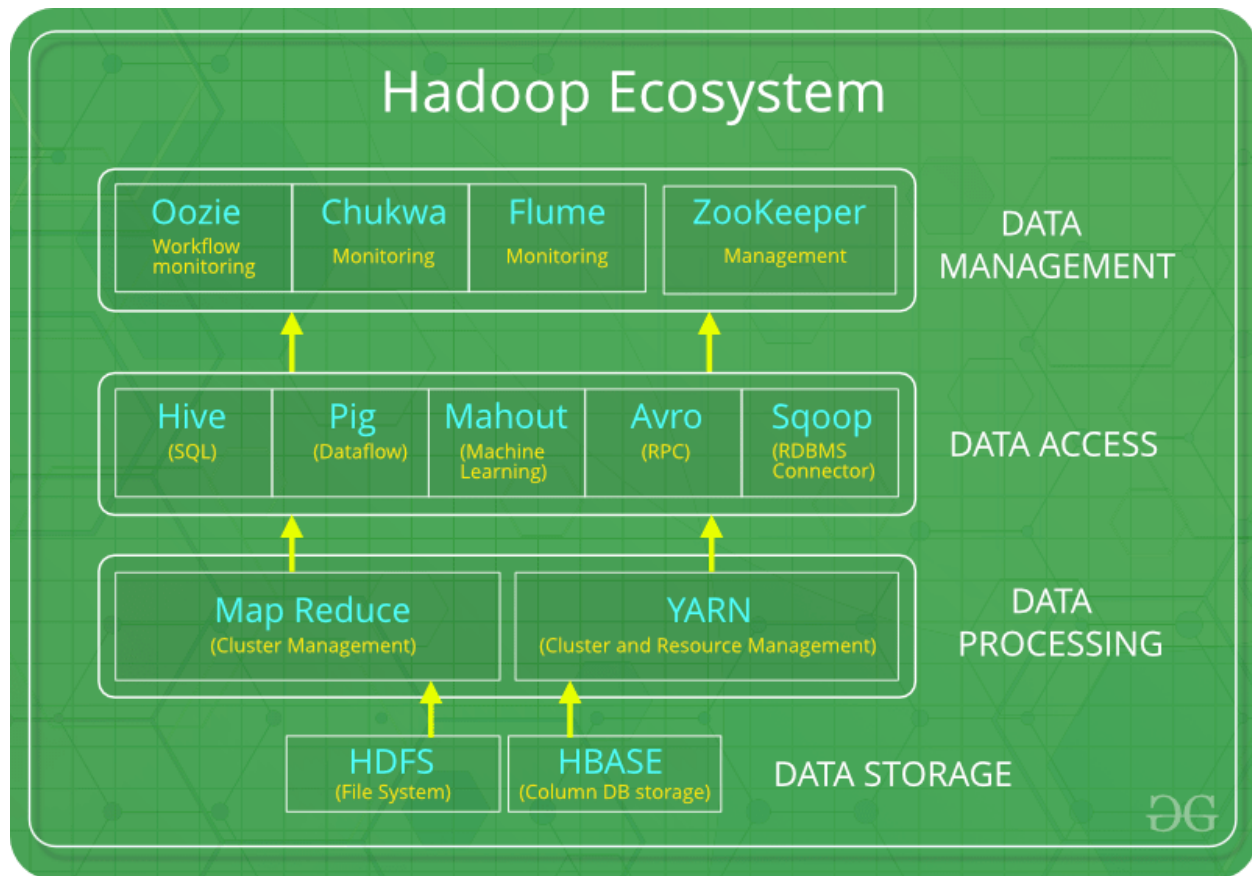 Hadoop Ecosystem
Oozie
Workflow
monitoring
Chukwa
Monitoring
Flume
Monitoring
ZooKeeper
Management
DATA
MANAGEMENT
Hive
(SQL)
Pig
(Dataflow)
Mahout
(Machine
Learning)
Avro
(RPC)
Sqoop
(RDBMS
Connector)
DATA ACCESS
Map Reduce
(Cluster Management)
YARN
(Cluster and Resource Management)
DATA
PROCESSING
HDFS
(File System)
HBASE
(Column DB storage)
DATA STORAGE